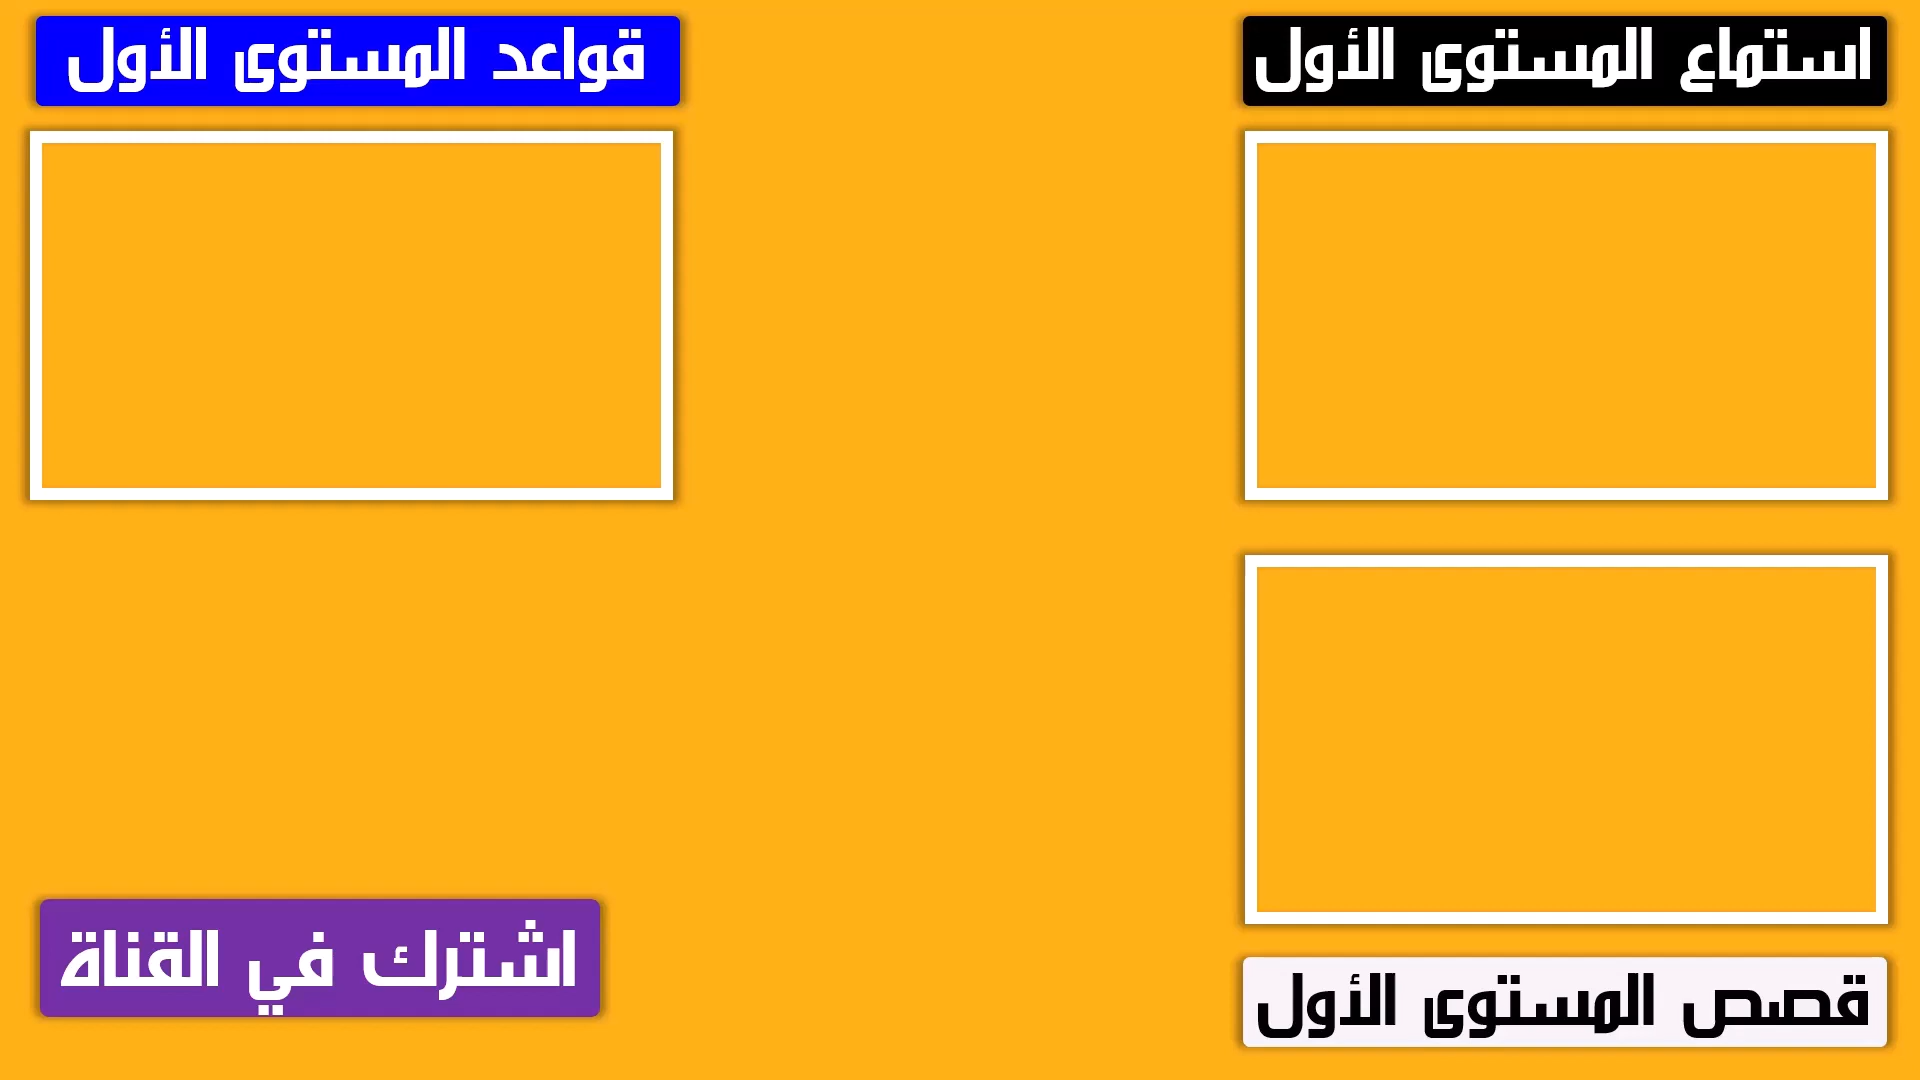 استماع المستوى الأول
قواعد المستوى الأول
قصص المستوى الأول
اشترك في القناة